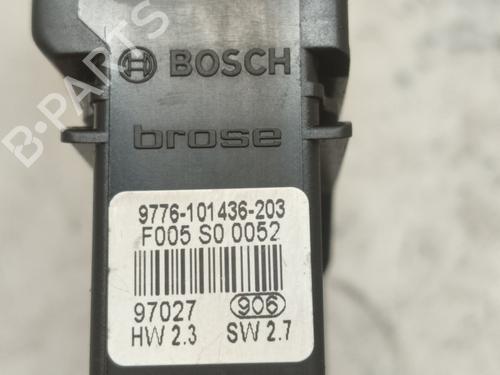 BOSCH
brose
B-PARTS
9776-101436-203
F005 S0 0052
97027 906
HW 2.3 SW 2.7